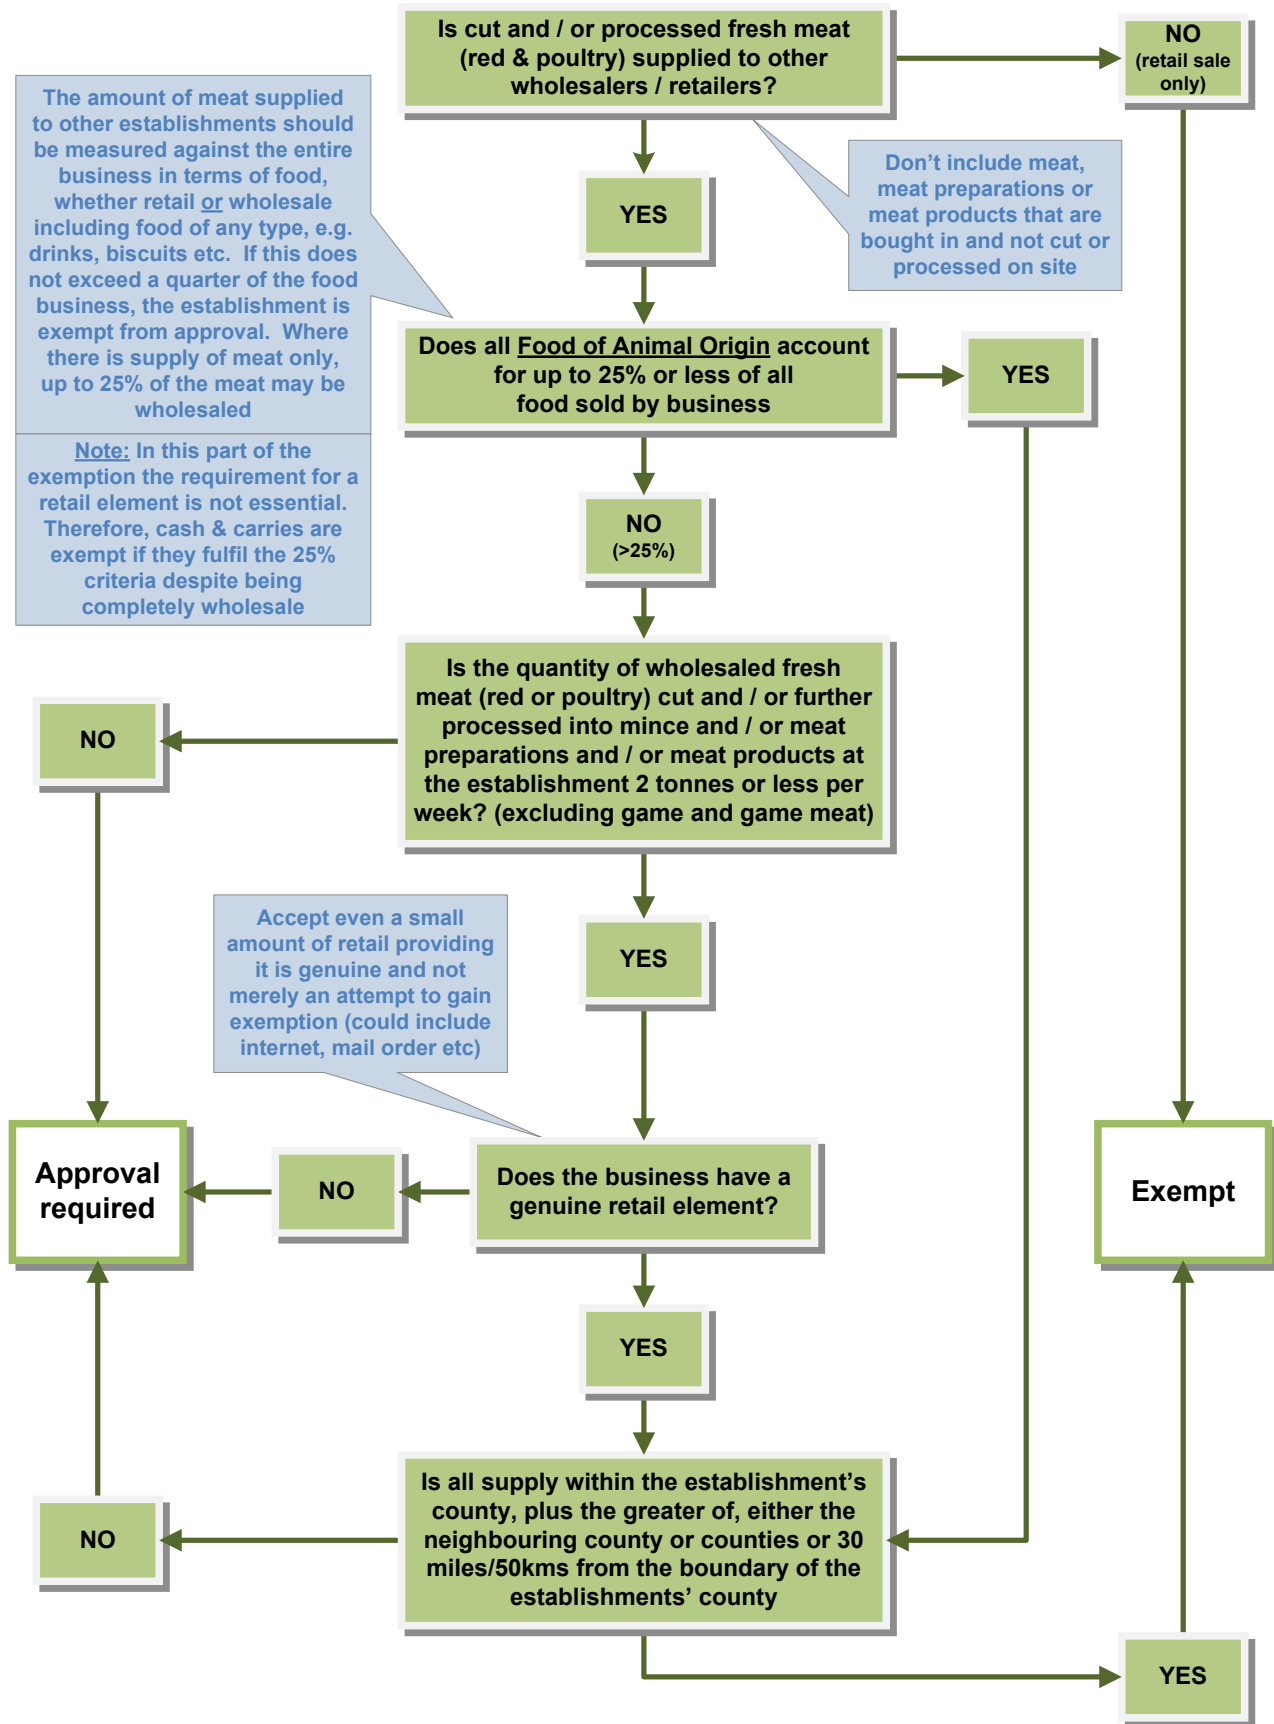 Is cut and / or processed fresh meat
(red & poultry) supplied to other
wholesalers / retailers?
NO
(retail sale
only)
The amount of meat supplied
to other establishments should
be measured against the entire
business in terms of food,
whether retail or wholesale
including food of any type, e.g.
drinks, biscuits etc.  If this does
not exceed a quarter of the food
business, the establishment is
exempt from approval.  Where
there is supply of meat only,
up to 25% of the meat may be
wholesaled
Note: In this part of the
exemption the requirement for a
retail element is not essential.
Therefore, cash & carries are
exempt if they fulfil the 25%
criteria despite being
completely wholesale
Don't include meat,
meat preparations or
meat products that are
bought in and not cut or
processed on site
YES
Does all Food of Animal Origin account
for up to 25% or less of all
food sold by business
YES
NO
(>25%)
Is the quantity of wholesaled fresh
meat (red or poultry) cut and / or further
processed into mince and / or meat
preparations and / or meat products at
the establishment 2 tonnes or less per
week? (excluding game and game meat)
NO
YES
Accept even a small
amount of retail providing
it is genuine and not
merely an attempt to gain
exemption (could include
internet, mail order etc)
Approval
required
NO
Does the business have a
genuine retail element?
Exempt
YES
Is all supply within the establishment's
county, plus the greater of, either the
neighbouring county or counties or 30
miles/50kms from the boundary of the
establishments' county
NO
YES